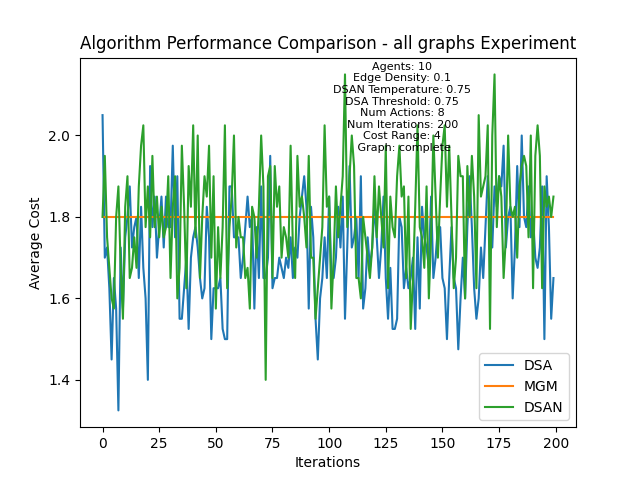 Algorithm Performance Comparison - all graphs Experiment
Agents: 10
Edge Density: 0.1
DSAN Temperature: 0.75
DSA Threshold: 0.75
Num Actions: 8
Num Iterations: 200
Cost Range: 4
Graph: complete
Average Cost
2.0
1.8
1.6
1.4
0
25
50
75
100
125
150
175
200
Iterations
DSA
MGM
DSAN